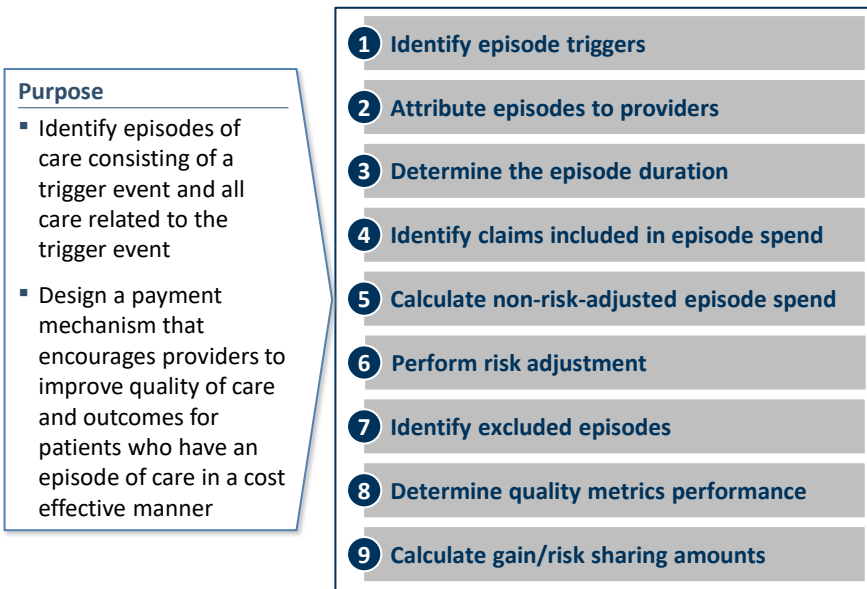 Purpose
▪ Identify episodes of
care consisting of a
trigger event and all
care related to the
trigger event
▪ Design a payment
mechanism that
encourages providers to
improve quality of care
and outcomes for
patients who have an
episode of care in a cost
effective manner
1 Identify episode triggers
2 Attribute episodes to providers
3 Determine the episode duration
4 Identify claims included in episode spend
5 Calculate non-risk-adjusted episode spend
6 Perform risk adjustment
7 Identify excluded episodes
8 Determine quality metrics performance
9 Calculate gain/risk sharing amounts